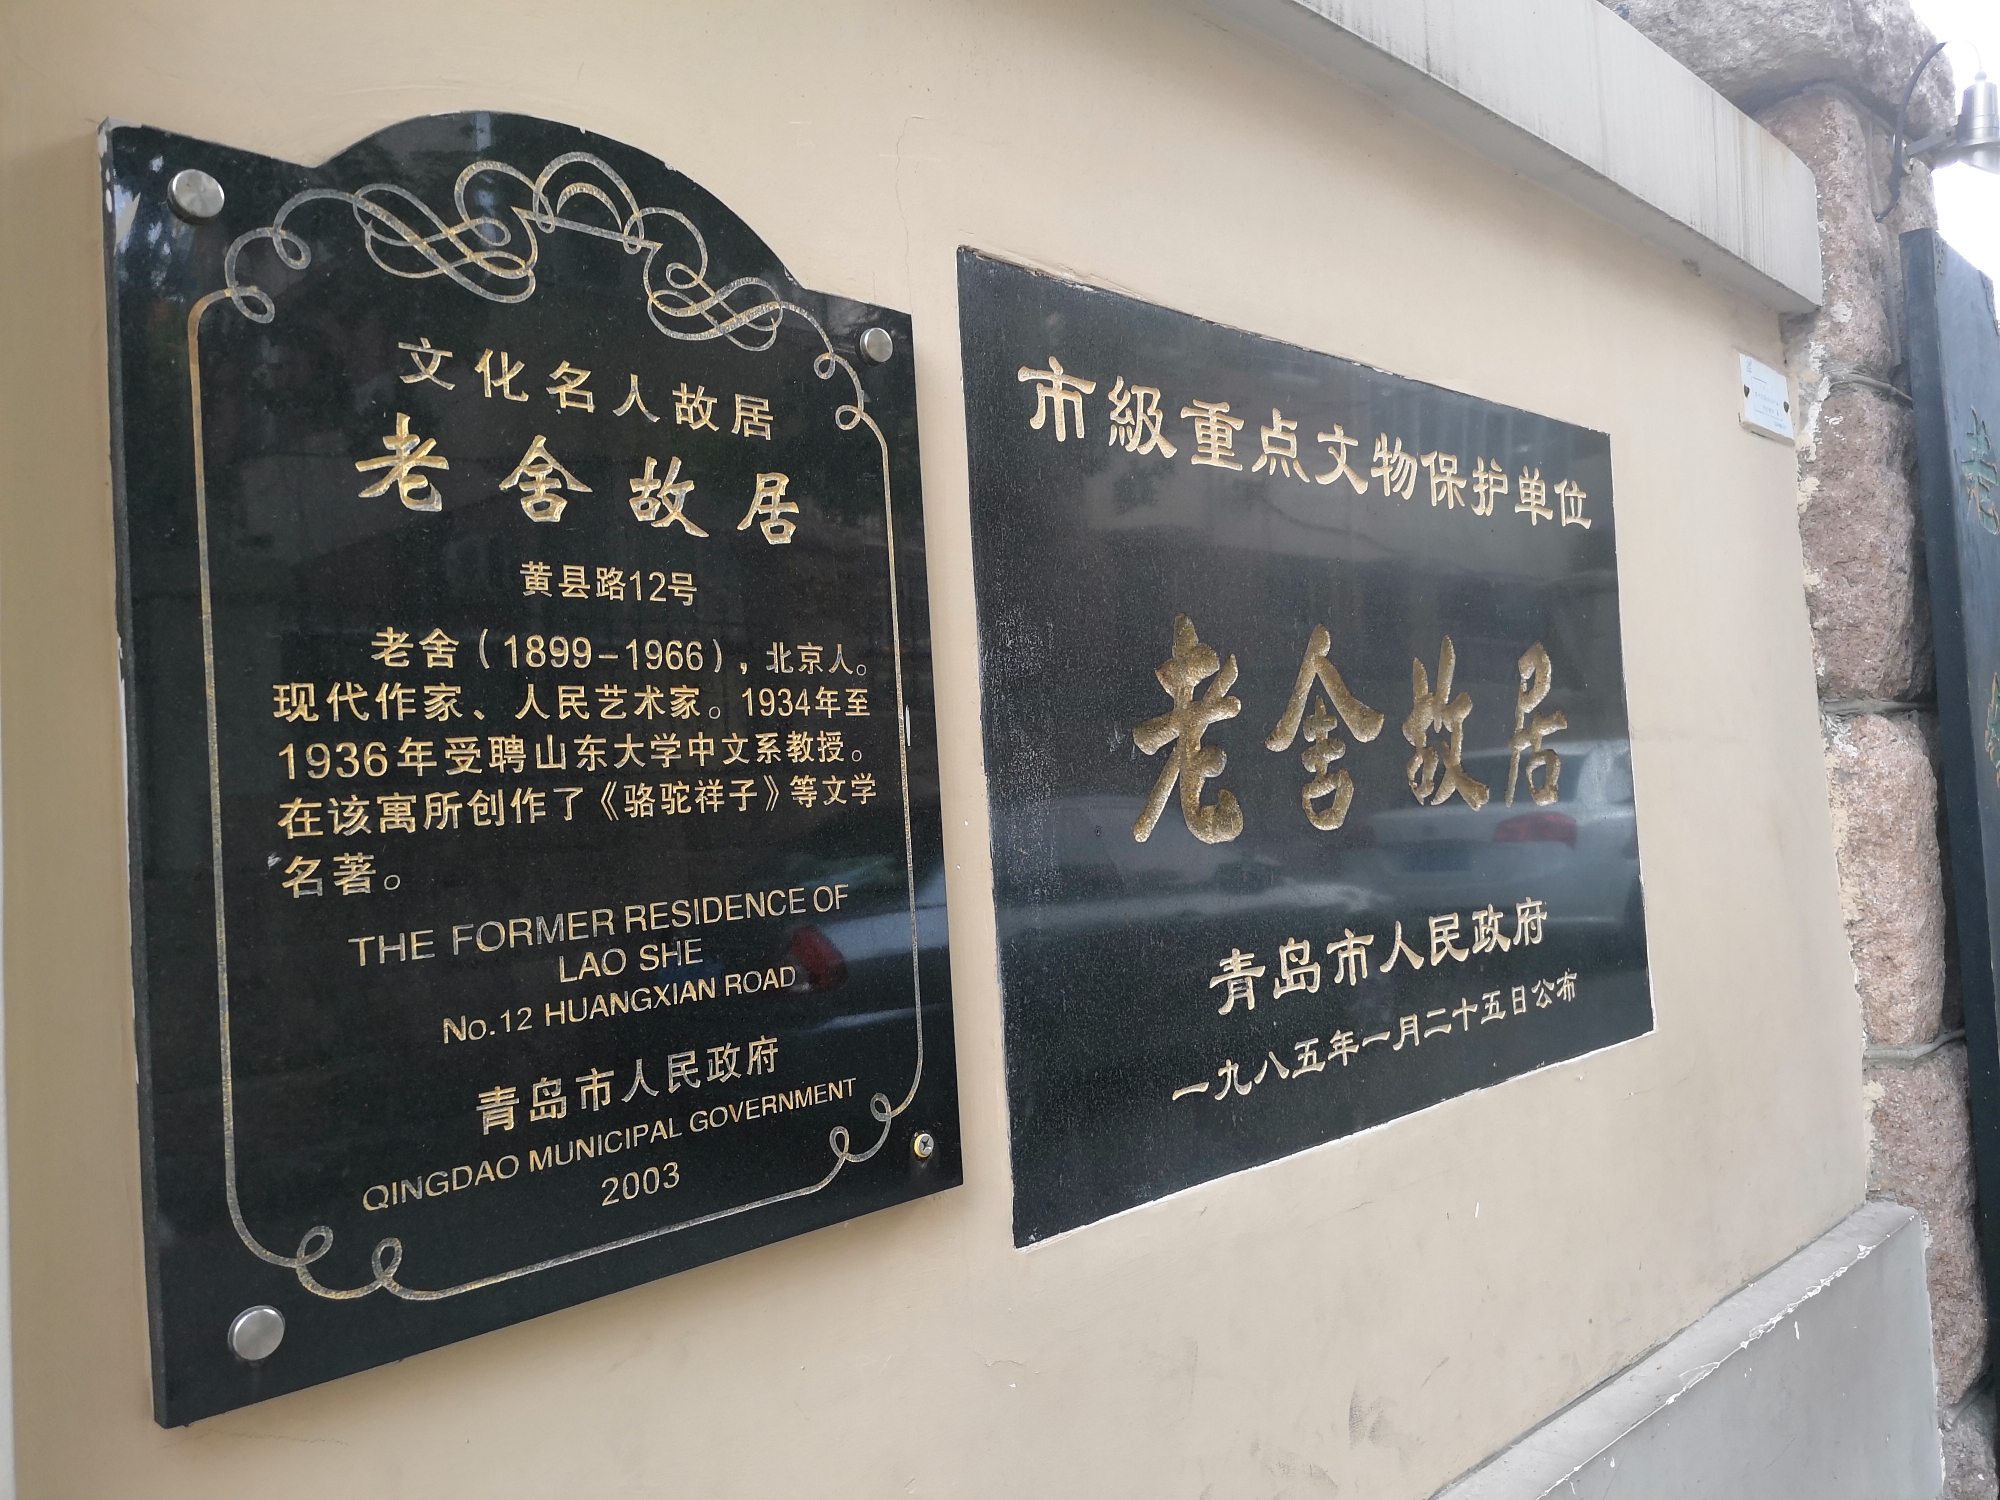 文化名人故居
老舍故居
黄县路12号
老舍（1899-1966），北京人。
现代作家、人民艺术家。1934年至
1936年受聘山东大学中文系教授。
在该寓所创作了《骆驼祥子》等文学
名著。
THE FORMER RESIDENCE OF
LAO SHE
No.12 HUANGXIAN ROAD
青岛市人民政府
QINGDAO MUNICIPAL GOVERNMENT
2003
市級重点文物保护单位
老舍故居
青岛市人民政府
一九八五年一月二十五日公布
老